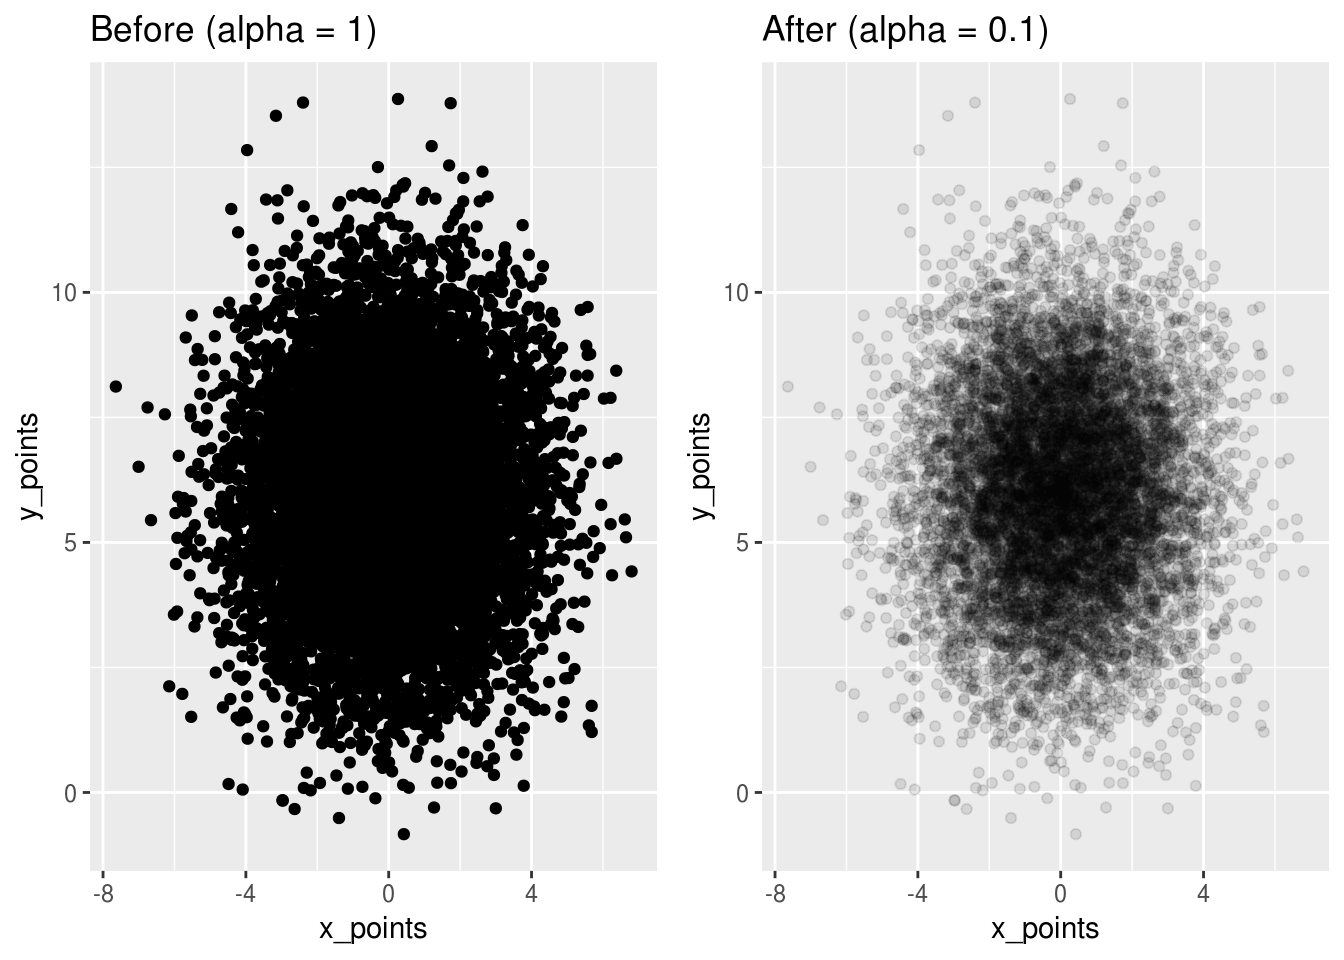 Before (alpha = 1)
y_points
10
5
0
-8 -4 0 4
x_points
After (alpha = 0.1)
y_points
10
5
0
-8 -4 0 4
x_points